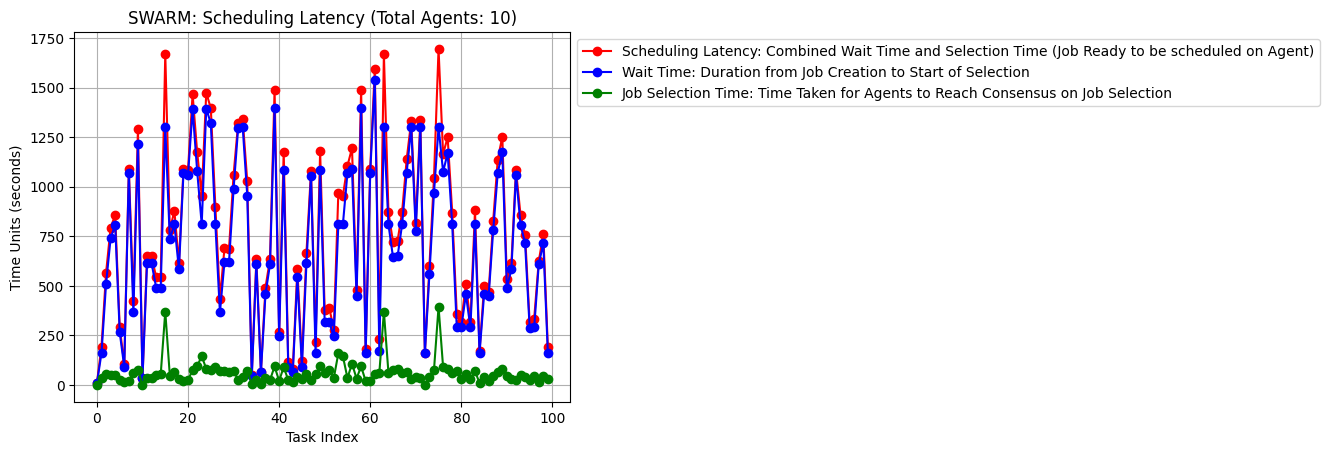 SWARM: Scheduling Latency (Total Agents: 10)
Scheduling Latency: Combined Wait Time and Selection Time (Job Ready to be scheduled on Agent)
Wait Time: Duration from Job Creation to Start of Selection
Job Selection Time: Time Taken for Agents to Reach Consensus on Job Selection
Time Units (seconds)
1750
1500
1250
1000
750
500
250
0
0 20 40 60 80 100
Task Index